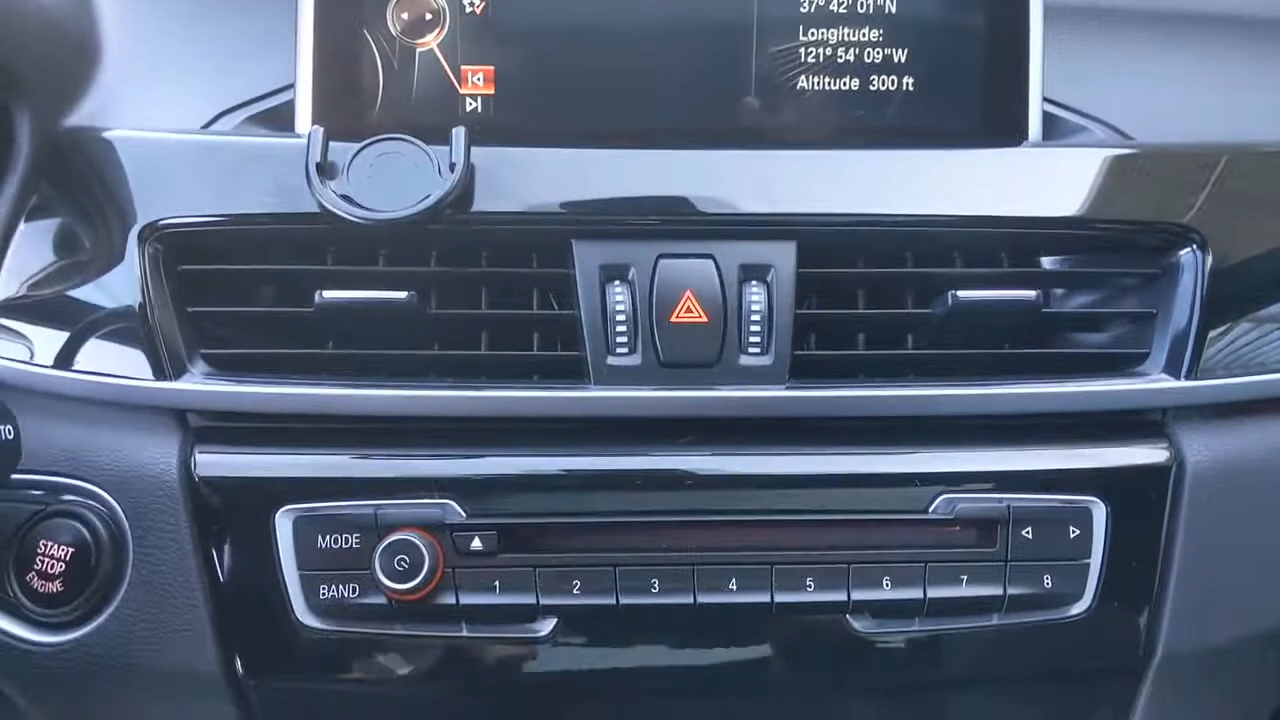 37° 42' 01"N
Longitude:
121° 54' 09"W
Altitude 300 ft
TO
START
STOP
ENGINE
MODE
BAND
1 2 3 4 5 6 7 8